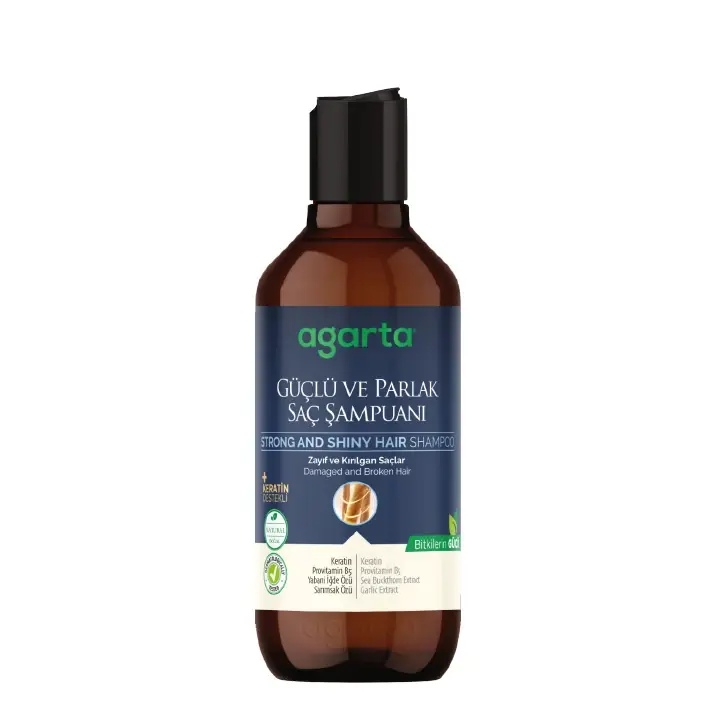 agarta
GÜÇLÜ VE PARLAK
SAÇ ŞAMPUANI
STRONG AND SHINY HAIR SHAMPOO
Zayıf ve Kırılgan Saçlar
Damaged and Broken Hair
+
KERATİN
DESTEKLİ
NATURAL
Bitkilerin Gücü
Keratin Keratin
Provitamin B5 Provitamin B5
Yabani İğde Özü Sea Buckthorn Extract
Sarımsak Özü Garlic Extract
agarta